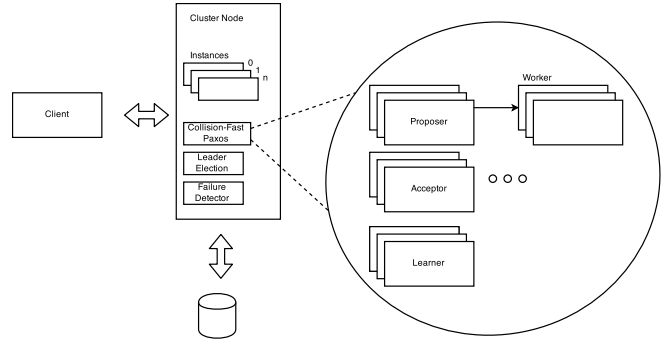 Cluster Node
Instances
0
1
n
Client
Collision-Fast
Paxos
Leader
Election
Failure
Detector
Worker
Proposer
Acceptor
Learner